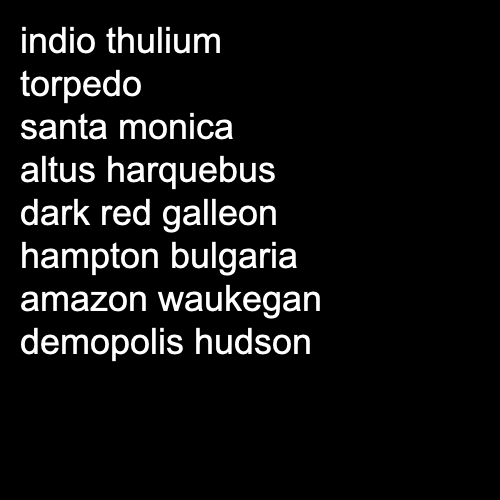 indio thulium
torpedo
santa monica
altus harquebus
dark red galleon
hampton bulgaria
amazon waukegan
demopolis hudson